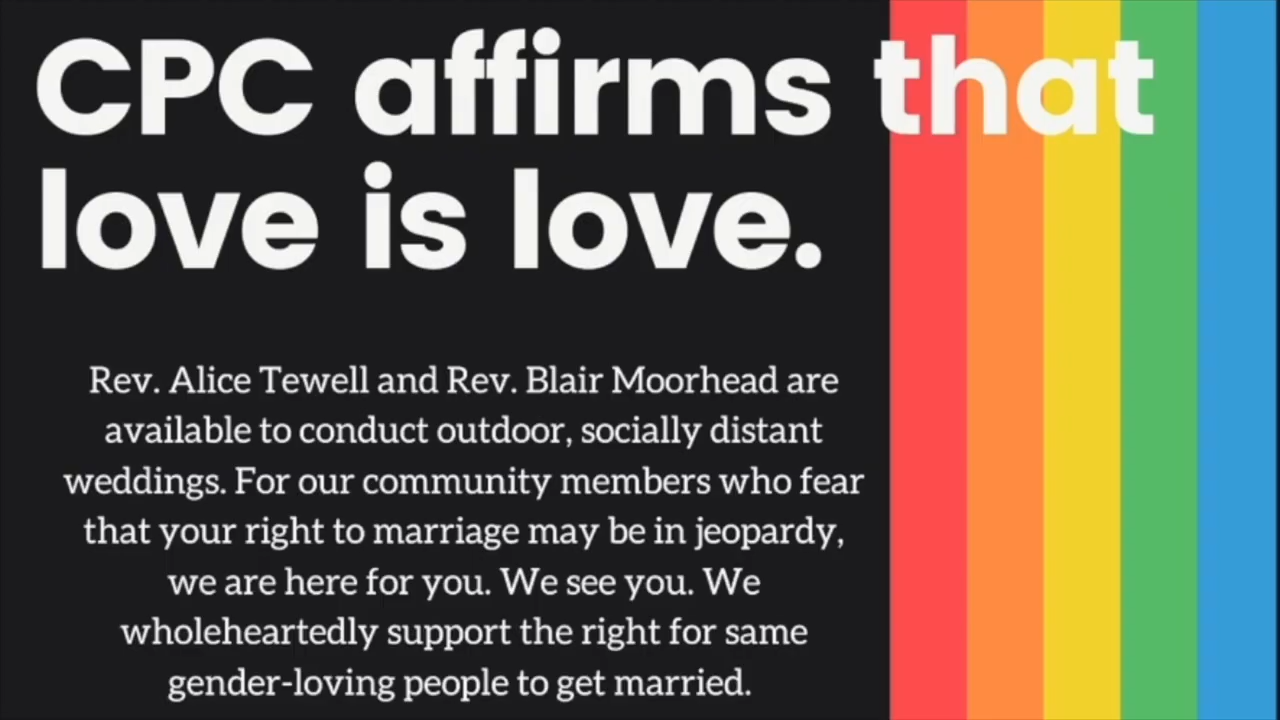 CPC affirms that
love is love.
Rev. Alice Tewell and Rev. Blair Moorhead are
available to conduct outdoor, socially distant
weddings. For our community members who fear
that your right to marriage may be in jeopardy,
we are here for you. We see you. We
wholeheartedly support the right for same
gender-loving people to get married.